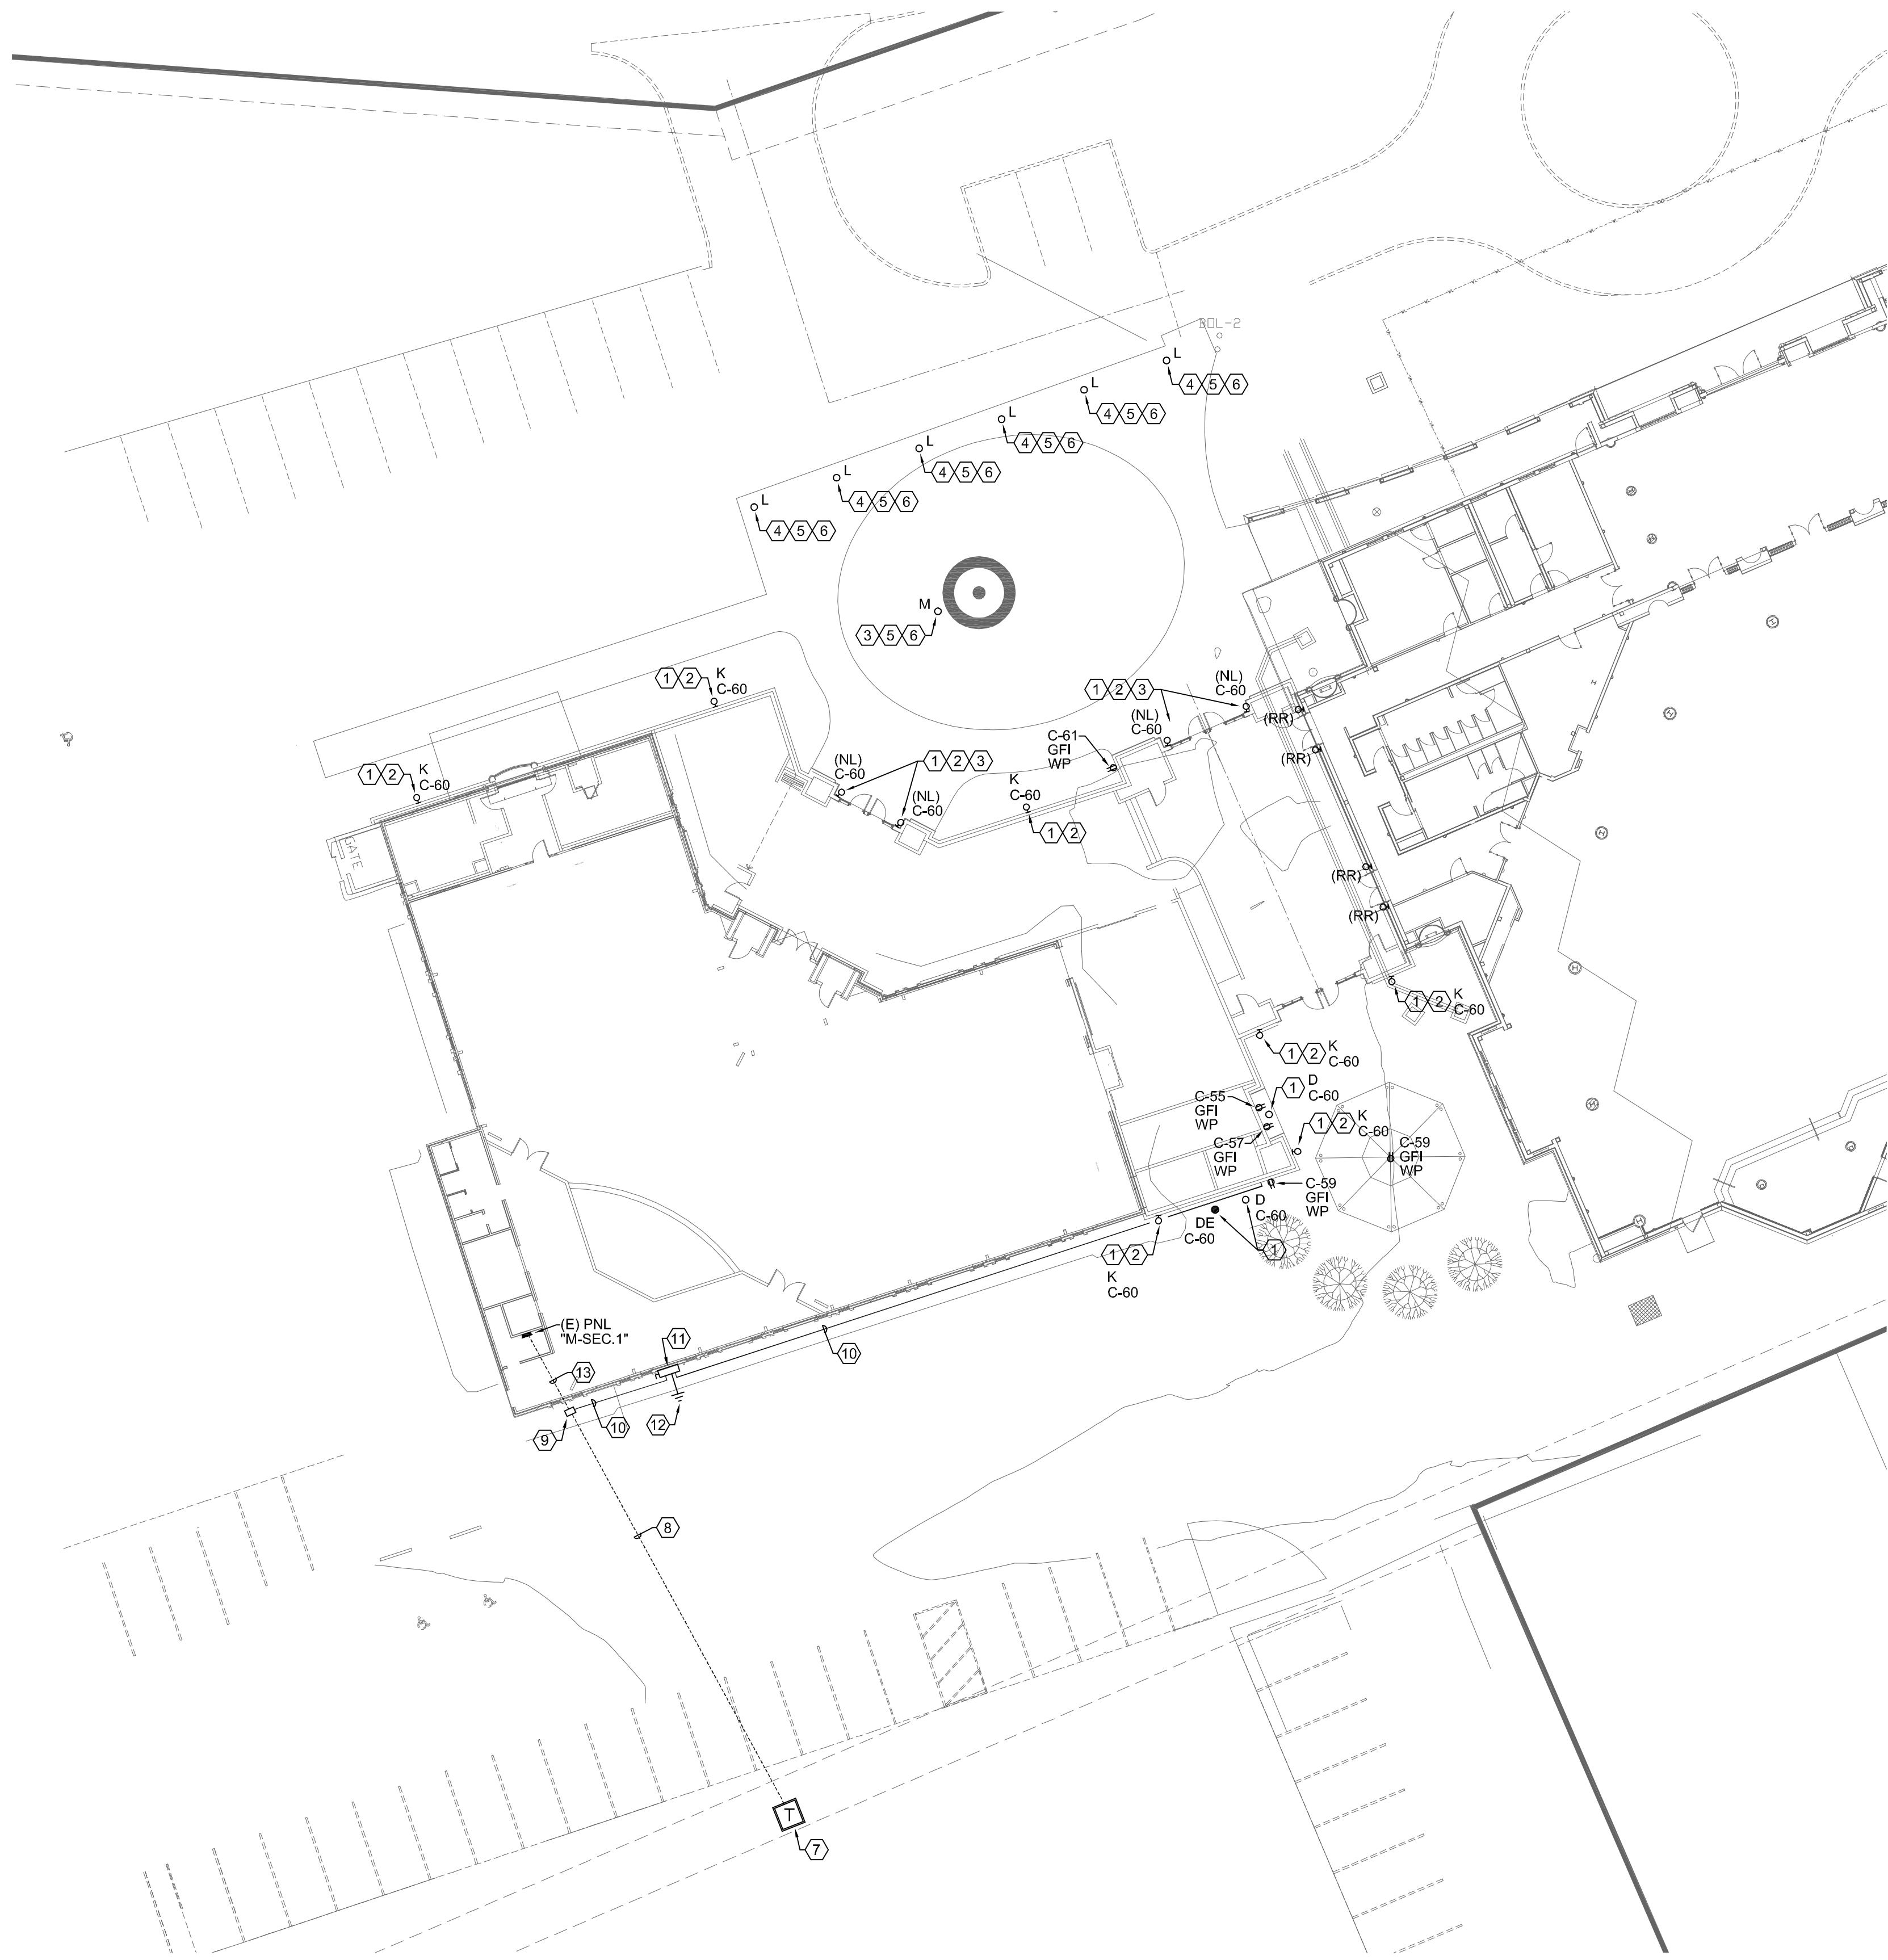 BOL-2
L
4 5 6
L
4 5 6
L
4 5 6
L
4 5 6
L
4 5 6
L
4 5 6
M
3 5 6
1 2
K
C-60
1 2
K
C-60
(NL)
C-60
1 2 3
(NL)
C-60
(NL)
C-60
1 2 3
(NL)
C-60
C-61
GFI
WP
K
C-60
1 2
(RR)
(RR)
(RR)
(RR)
GATE
H
H
H
H
H
H
H
H
H
H
1 2
K
C-60
1 2
K
C-60
1
D
C-60
C-55
GFI
WP
1 2
K
C-60
C-57
GFI
WP
C-59
GFI
WP
C-59
GFI
WP
D
C-60
DE
C-60
1
1 2
K
C-60
(E) PNL
"M-SEC.1"
11
10
13
10
12
9
8
T
7